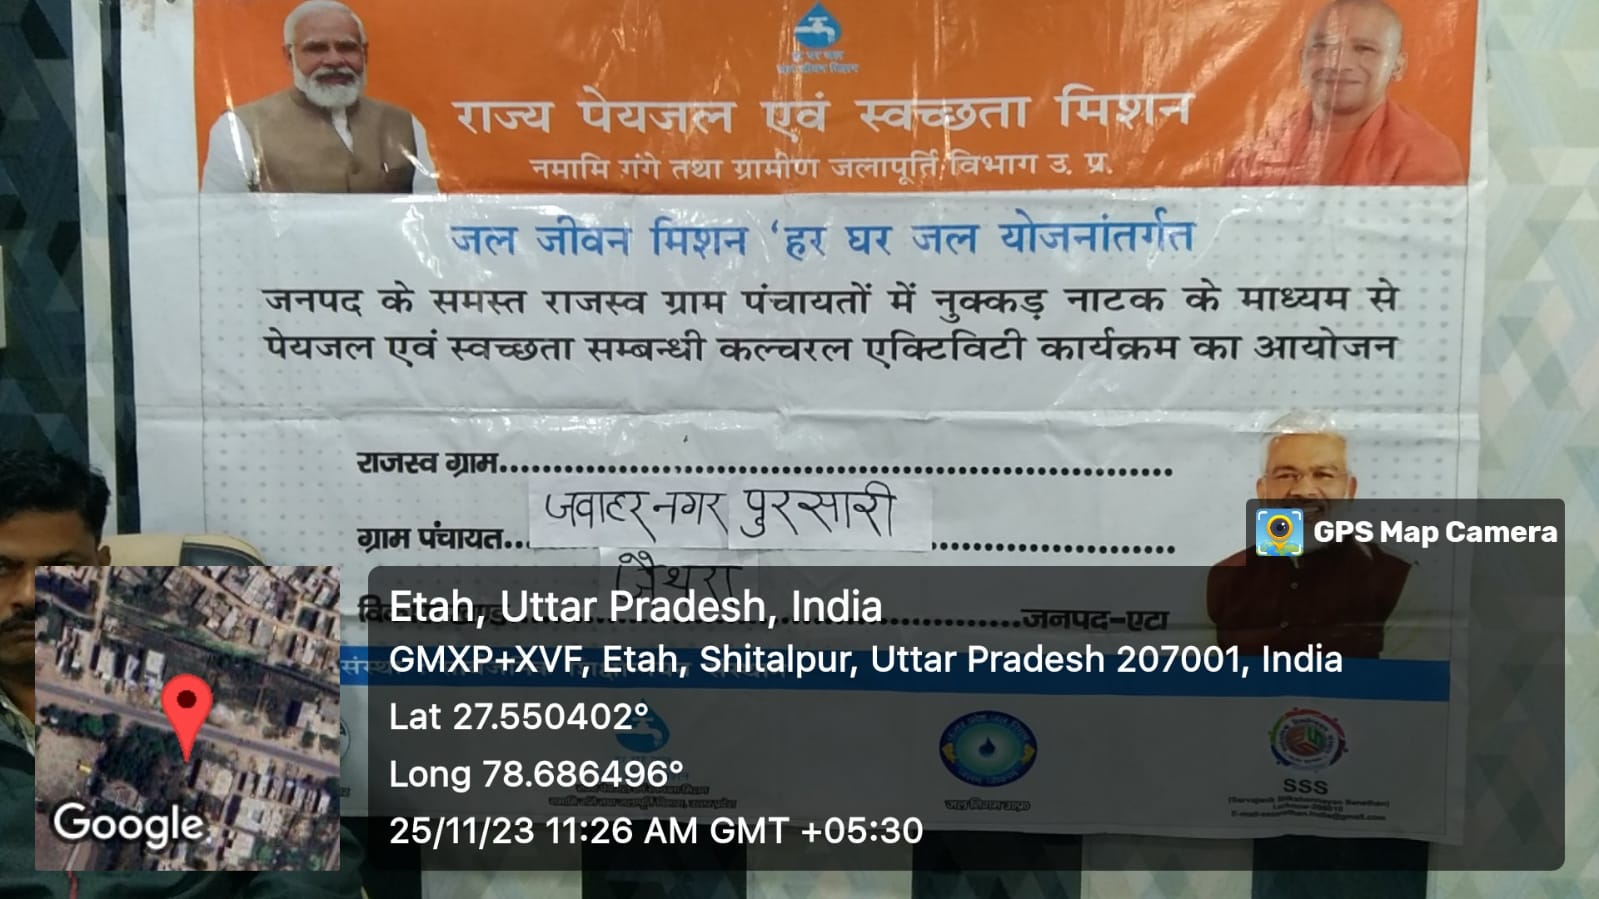 राज्य पेयजल एवं स्वच्छता मिशन
नमामि गंगे तथा ग्रामीण जलापूर्ति विभाग उ. प्र.
जल जीवन मिशन ‘हर घर जल योजनांतर्गत
जनपद के समस्त राजस्व ग्राम पंचायतों में नुक्कड़ नाटक के माध्यम से
पेयजल एवं स्वच्छता सम्बन्धी कल्चरल एक्टिविटी कार्यक्रम का आयोजन
राजस्व ग्राम
जवाहर नगर पुरसारी
ग्राम पंचायत
जैथरा
जनपद-एटा
GPS Map Camera
Etah, Uttar Pradesh, India
GMXP+XVF, Etah, Shitalpur, Uttar Pradesh 207001, India
Lat 27.550402°
Long 78.686496°
25/11/23 11:26 AM GMT +05:30
Google
SSS